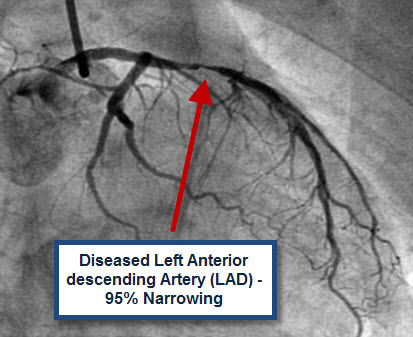 Diseased Left Anterior
descending Artery (LAD) -
95% Narrowing